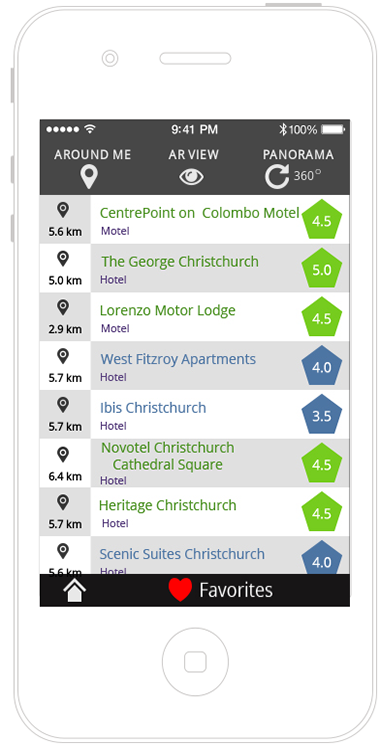 9:41 PM 100%
AROUND ME AR VIEW PANORAMA
360°
CentrePoint on Colombo Motel 4.5
5.6 km Motel
The George Christchurch 5.0
5.0 km Hotel
Lorenzo Motor Lodge 4.5
2.9 km Motel
West Fitzroy Apartments 4.0
5.7 km Hotel
Ibis Christchurch 3.5
5.7 km Hotel
Novotel Christchurch
Cathedral Square 4.5
6.4 km Hotel
Heritage Christchurch 4.5
5.7 km Hotel
Scenic Suites Christchurch 4.0
5.6 km Hotel
Favorites